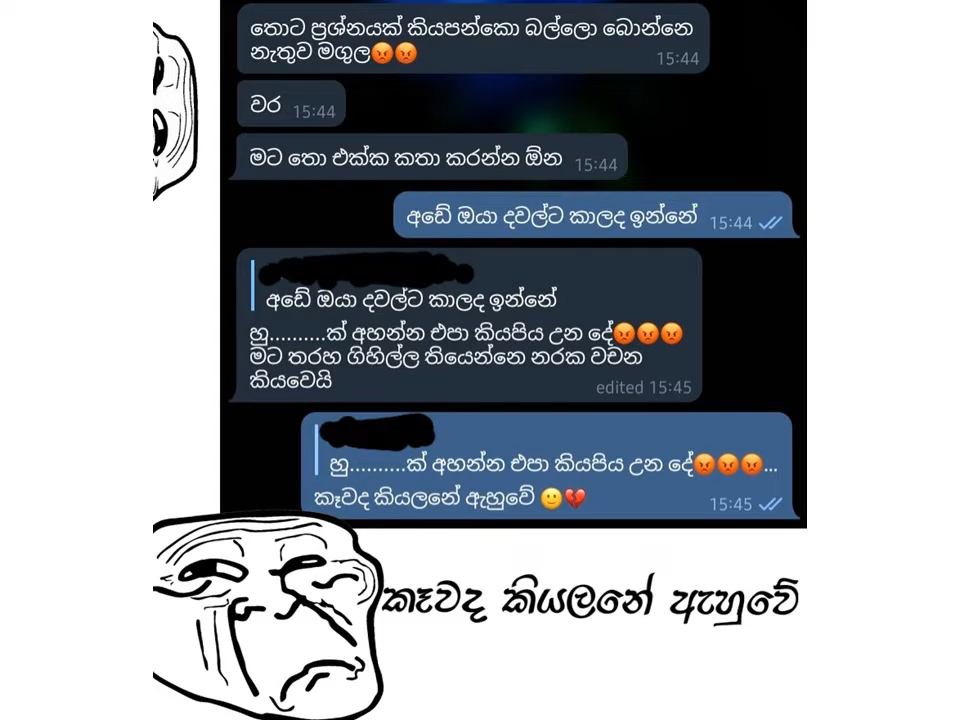 තොට ප්‍රශ්නයක් කියපන්කො බල්ලො බොන්නෙ
නැතුව මගුල😡😡
15:44
වර 15:44
මට තො එක්ක කතා කරන්න ඕන 15:44
අඩේ ඔයා දවල්ට කාලද ඉන්නේ 15:44
අඩේ ඔයා දවල්ට කාලද ඉන්නේ
හු..........ක් අහන්න එපා කියපිය උන දේ😡😡😡
මට තරහ ගිහිල්ල තියෙන්නෙ නරක වචන
කියවෙයි
edited 15:45
හු..........ක් අහන්න එපා කියපිය උන දේ😡😡😡...
කෑවද කියලනේ ඇහුවේ 🙂💔 15:45
කෑවද කියලනේ ඇහුවේ